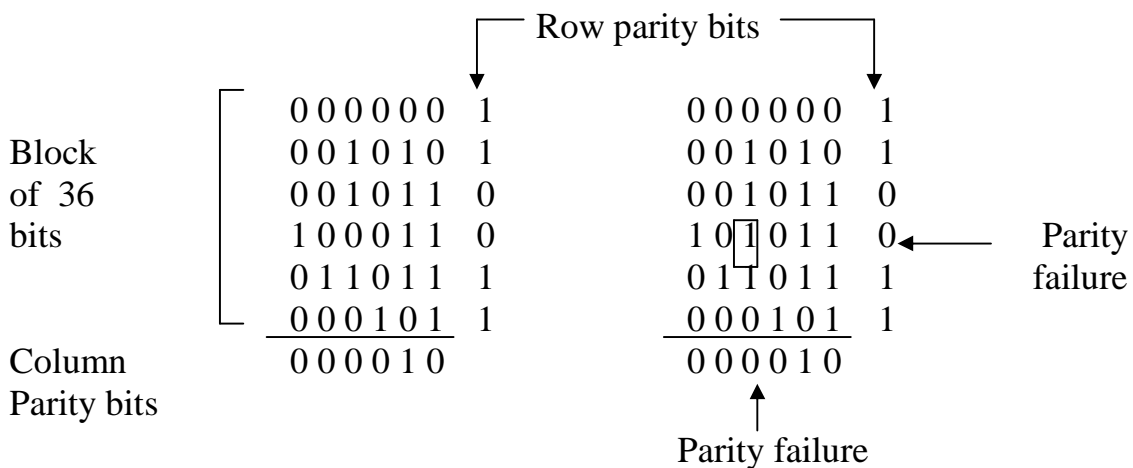 Row parity bits
0 0 0 0 0 0 1 0 0 0 0 0 0 1
Block 0 0 1 0 1 0 1 0 0 1 0 1 0 1
of 36 0 0 1 0 1 1 0 0 0 1 0 1 1 0
bits 1 0 0 0 1 1 0 1 0 1 0 1 1 0 Parity
0 1 1 0 1 1 1 0 1 1 0 1 1 1 failure
0 0 0 1 0 1 1 0 0 0 1 0 1 1
Column 0 0 0 0 1 0 0 0 0 0 1 0
Parity bits
Parity failure